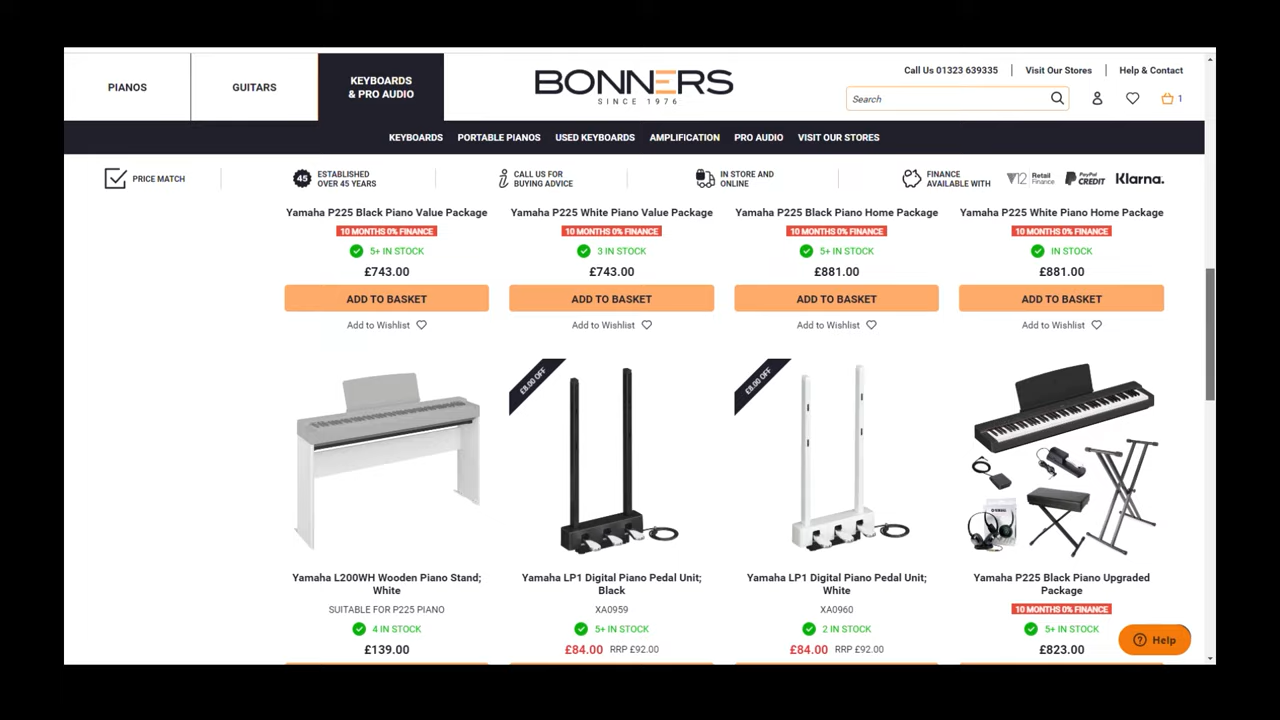 PIANOS
GUITARS
KEYBOARDS
& PRO AUDIO
BONNERS
SINCE 1976
Call Us 01323 639335
Visit Our Stores
Help & Contact
Search
1
KEYBOARDS PORTABLE PIANOS USED KEYBOARDS AMPLIFICATION PRO AUDIO VISIT OUR STORES
PRICE MATCH
45
ESTABLISHED
OVER 45 YEARS
CALL US FOR
BUYING ADVICE
IN STORE AND
ONLINE
FINANCE
AVAILABLE WITH
V12 Retail
Finance
PayPal
CREDIT
Klarna.
Yamaha P225 Black Piano Value Package
10 MONTHS 0% FINANCE
5+ IN STOCK
£743.00
ADD TO BASKET
Add to Wishlist
Yamaha P225 White Piano Value Package
10 MONTHS 0% FINANCE
3 IN STOCK
£743.00
ADD TO BASKET
Add to Wishlist
Yamaha P225 Black Piano Home Package
10 MONTHS 0% FINANCE
5+ IN STOCK
£881.00
ADD TO BASKET
Add to Wishlist
Yamaha P225 White Piano Home Package
10 MONTHS 0% FINANCE
IN STOCK
£881.00
ADD TO BASKET
Add to Wishlist
Yamaha L200WH Wooden Piano Stand;
White
SUITABLE FOR P225 PIANO
4 IN STOCK
£139.00
£8.00 OFF
Yamaha LP1 Digital Piano Pedal Unit;
Black
XA0959
5+ IN STOCK
£84.00 RRP £92.00
£8.00 OFF
Yamaha LP1 Digital Piano Pedal Unit;
White
XA0960
2 IN STOCK
£84.00 RRP £92.00
Yamaha P225 Black Piano Upgraded
Package
10 MONTHS 0% FINANCE
5+ IN STOCK
£823.00
Help